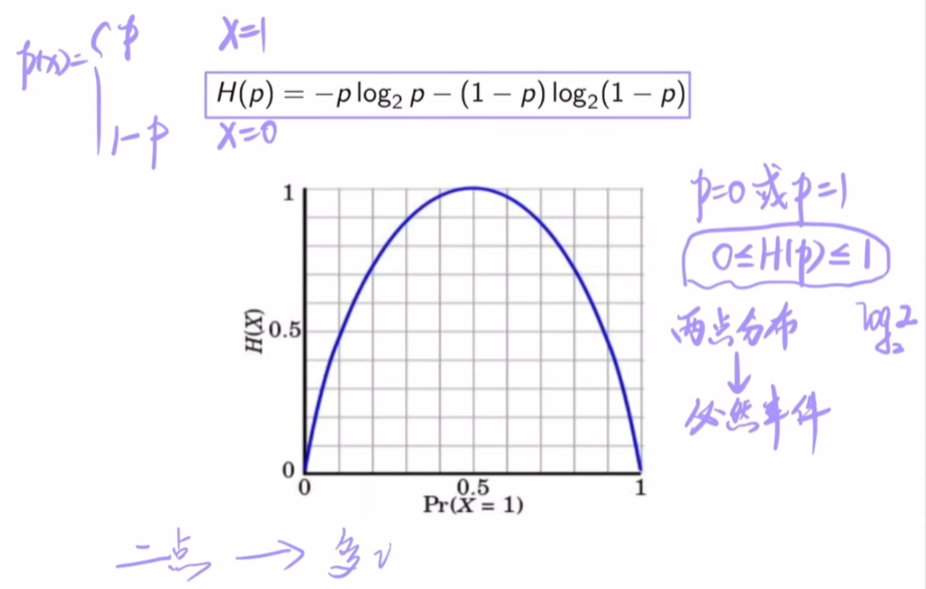 p(x)= { p X=1
H(p) = −p log₂ p − (1 − p) log₂(1 − p)
1-p X=0
1
p=0 或 p=1
0≤H(p)≤1
H(X)
0.5
两点分布 log₂2
↓
必然事件
0
0 0.5 1
Pr(X = 1)
二点 → 多